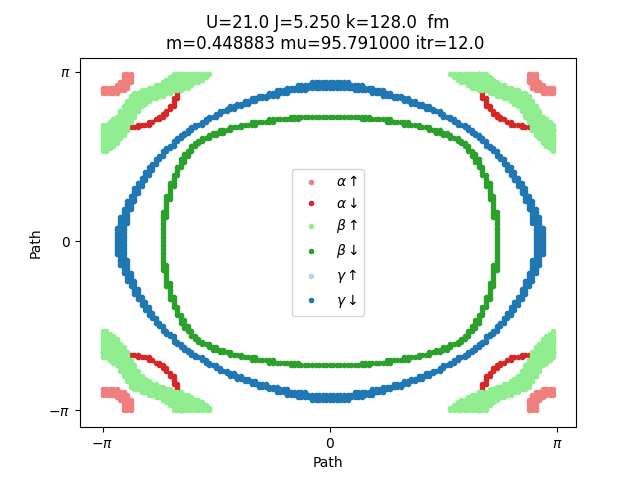 U=21.0 J=5.250 k=128.0 fm
m=0.448883 mu=95.791000 itr=12.0
π
Path
0
−π
α↑
α↓
β↑
β↓
γ↑
γ↓
−π 0 π
Path